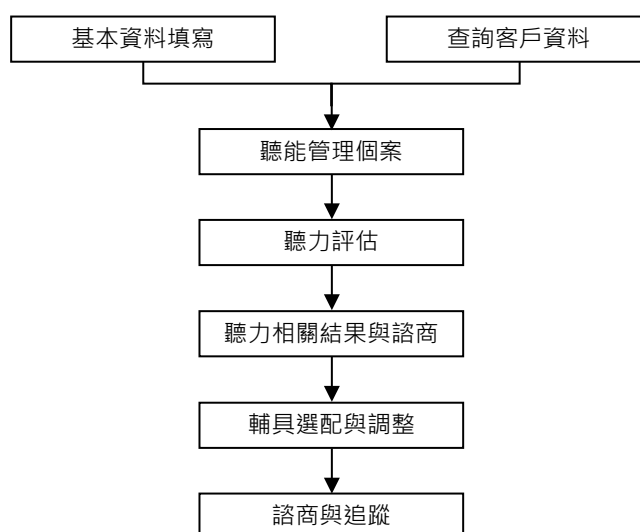 基本資料填寫
查詢客戶資料
聽能管理個案
聽力評估
聽力相關結果與諮商
輔具選配與調整
諮商與追蹤